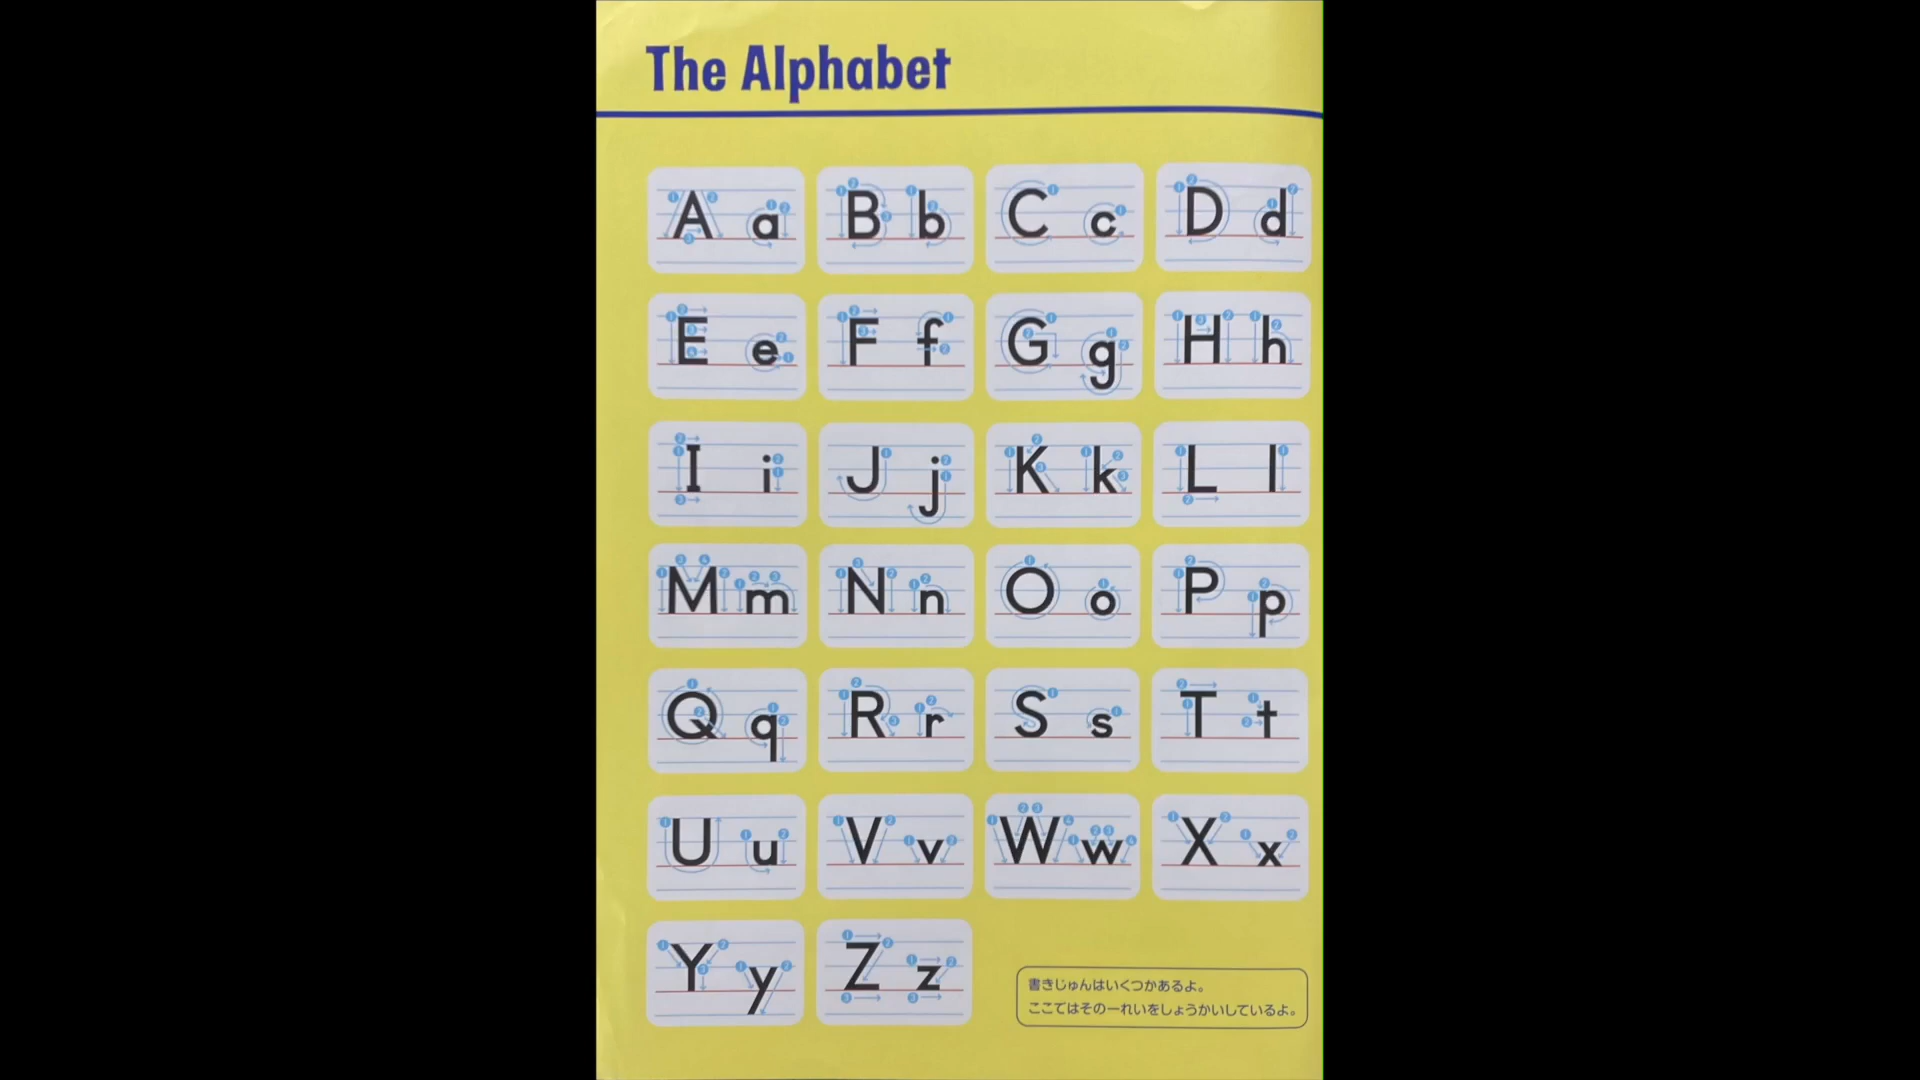 The Alphabet
A a B b C c D d
E e F f G g H h
I i J j K k L l
M m N n O o P p
Q q R r S s T t
U u V v W w X x
Y y Z z
書きじゅんはいくつかあるよ。
ここではその一れいをしょうかいしているよ。